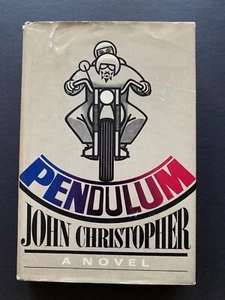 PENDULUM
JOHN CHRISTOPHER
A NOVEL